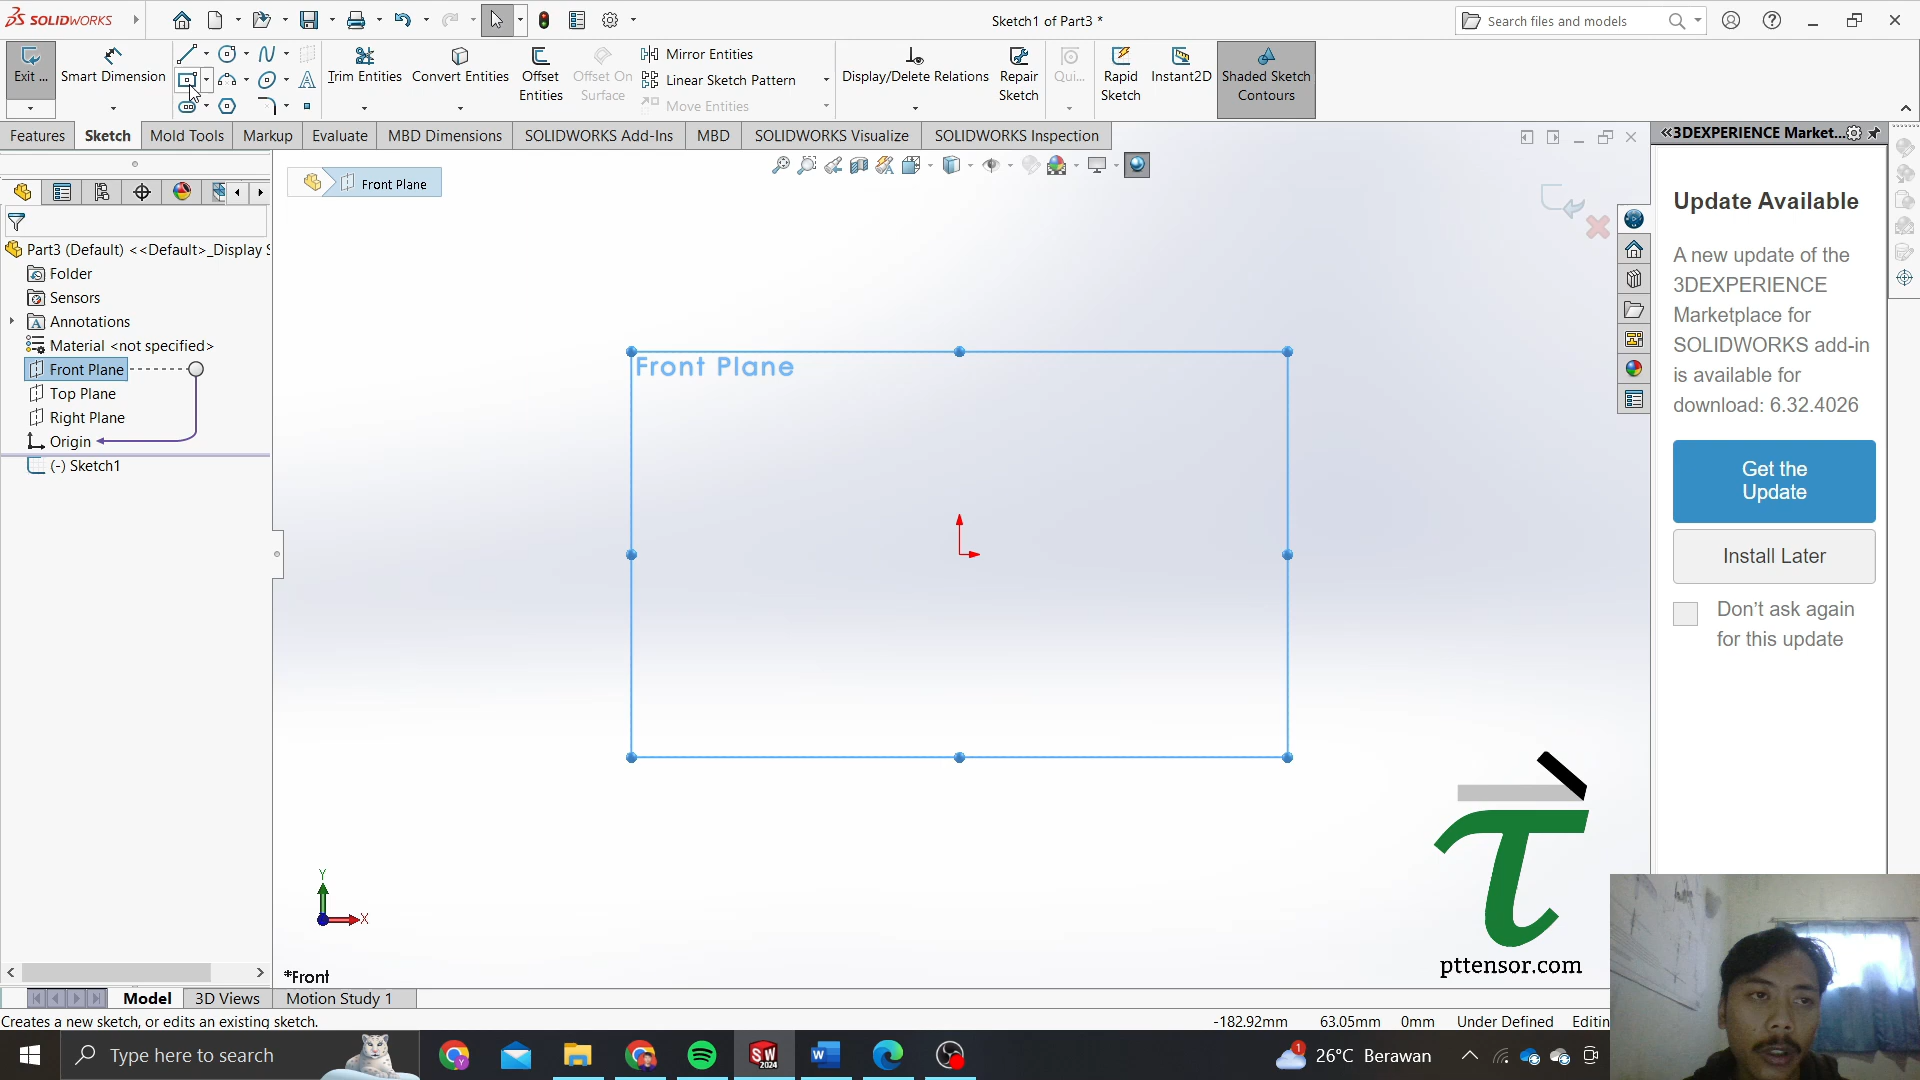 SOLIDWORKS
Sketch1 of Part3 *
Search files and models
Exit ...
Smart Dimension
Trim Entities
Convert Entities
Offset Entities
Offset On Surface
Mirror Entities
Linear Sketch Pattern
Move Entities
Display/Delete Relations
Repair Sketch
Qui...
Rapid Sketch
Instant2D
Shaded Sketch Contours
Features
Sketch
Mold Tools
Markup
Evaluate
MBD Dimensions
SOLIDWORKS Add-Ins
MBD
SOLIDWORKS Visualize
SOLIDWORKS Inspection
«3DEXPERIENCE Market...
Front Plane
Part3 (Default) <<Default>_Display S
Folder
Sensors
Annotations
Material <not specified>
Front Plane
Top Plane
Right Plane
Origin
(-) Sketch1
Front Plane
Update Available
A new update of the
3DEXPERIENCE
Marketplace for
SOLIDWORKS add-in
is available for
download: 6.32.4026
Get the
Update
Install Later
Don't ask again
for this update
Y
X
*Front
pttensor.com
Model
3D Views
Motion Study 1
Creates a new sketch, or edits an existing sketch.
-182.92mm
63.05mm
0mm
Under Defined
Editin
Type here to search
SW
2024
1
26°C Berawan